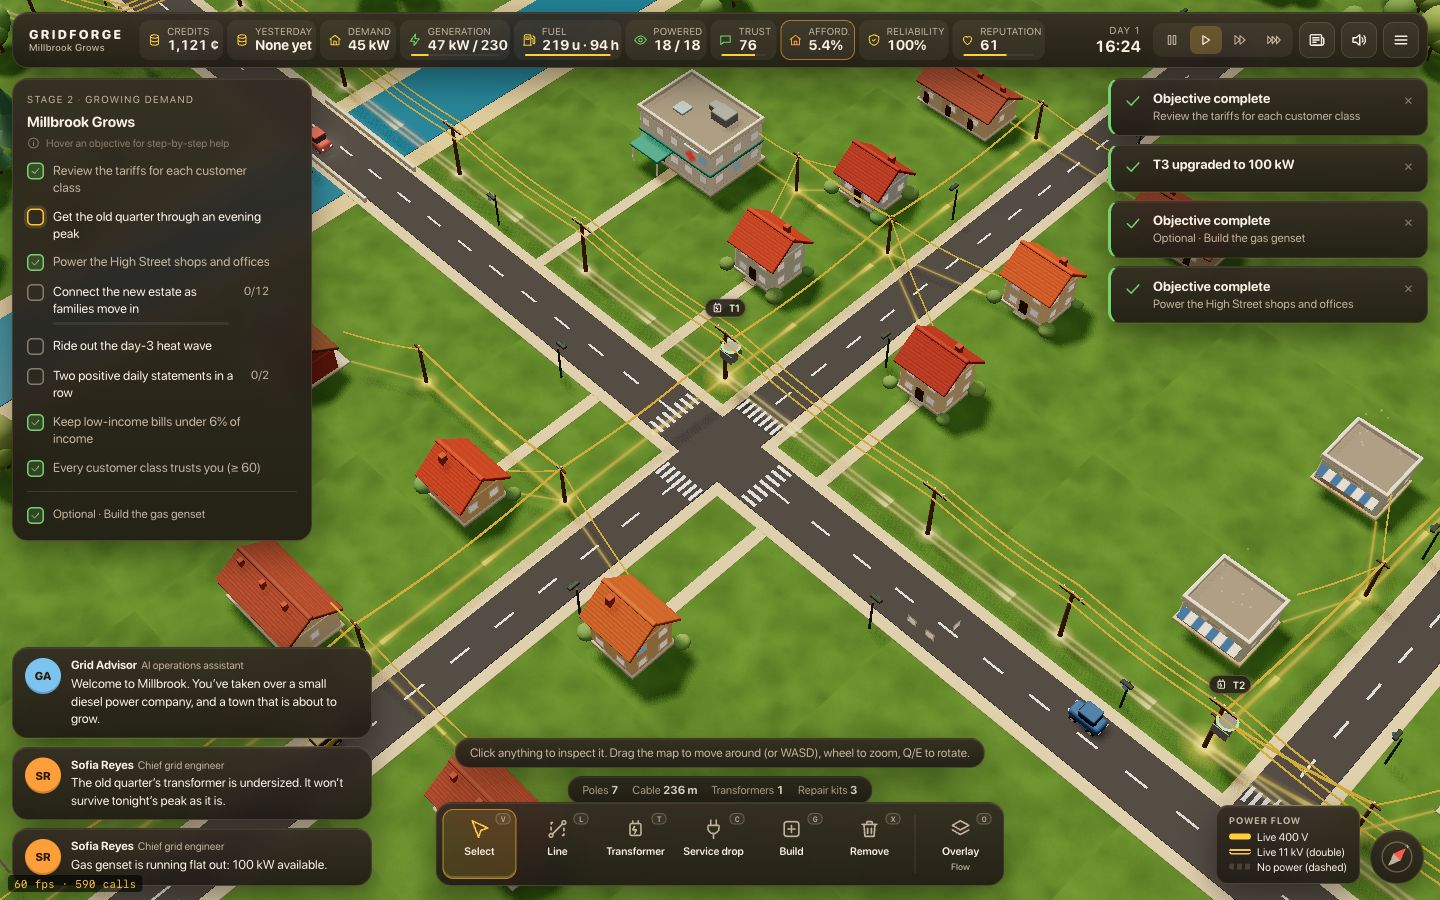 GRIDFORGE
Millbrook Grows
CREDITS
1,121 ¢
YESTERDAY
None yet
DEMAND
45 kW
GENERATION
47 kW / 230
FUEL
219 u · 94 h
POWERED
18 / 18
TRUST
76
AFFORD.
5.4%
RELIABILITY
100%
REPUTATION
61
DAY 1
16:24
STAGE 2 · GROWING DEMAND
Millbrook Grows
Hover an objective for step-by-step help
Review the tariffs for each customer
class
Get the old quarter through an evening
peak
Power the High Street shops and offices
Connect the new estate as
families move in
0/12
Ride out the day-3 heat wave
Two positive daily statements in a
row
0/2
Keep low-income bills under 6% of
income
Every customer class trusts you (≥ 60)
Optional · Build the gas genset
Objective complete
Review the tariffs for each customer class
T3 upgraded to 100 kW
Objective complete
Optional · Build the gas genset
Objective complete
Power the High Street shops and offices
T1
T2
GA
Grid Advisor AI operations assistant
Welcome to Millbrook. You've taken over a small
diesel power company, and a town that is about to
grow.
SR
Sofia Reyes Chief grid engineer
The old quarter's transformer is undersized. It won't
survive tonight's peak as it is.
SR
Sofia Reyes Chief grid engineer
Gas genset is running flat out: 100 kW available.
60 fps · 590 calls
Click anything to inspect it. Drag the map to move around (or WASD), wheel to zoom, Q/E to rotate.
Poles 7 Cable 236 m Transformers 1 Repair kits 3
V
Select
L
Line
T
Transformer
C
Service drop
G
Build
X
Remove
O
Overlay
Flow
POWER FLOW
Live 400 V
Live 11 kV (double)
No power (dashed)